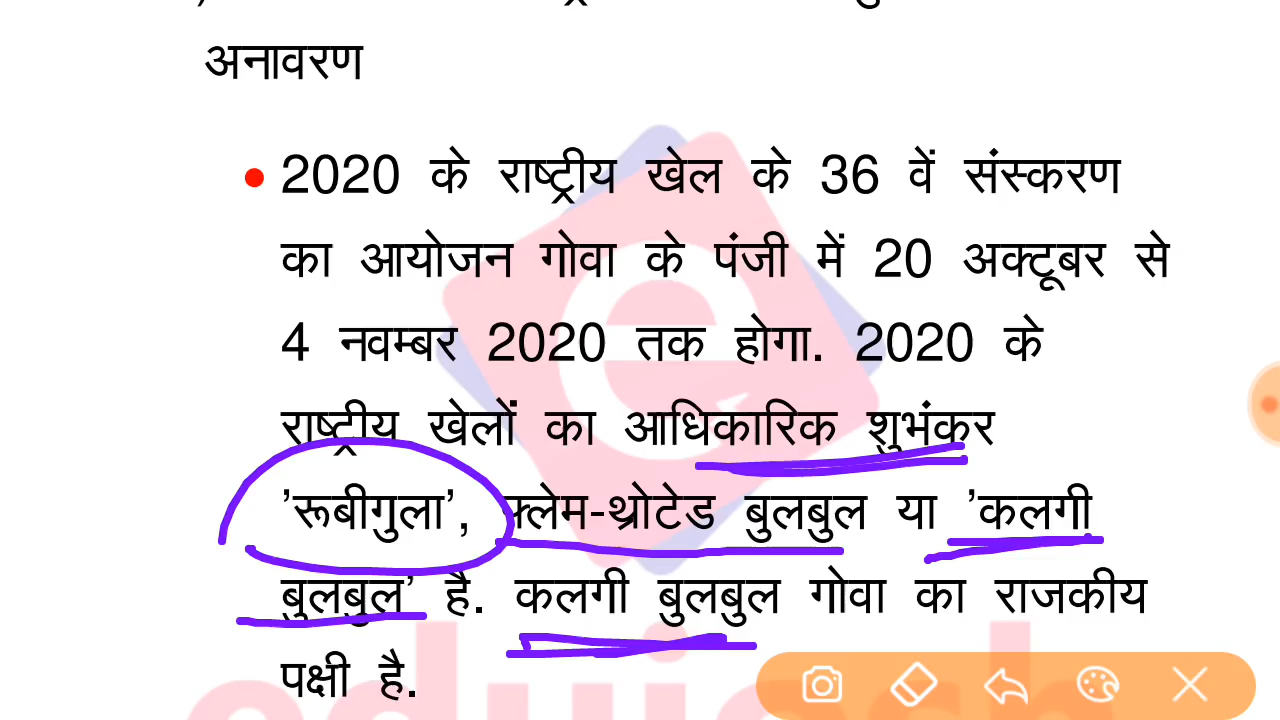 अनावरण
2020 के राष्ट्रीय खेल के 36 वें संस्करण
का आयोजन गोवा के पंजी में 20 अक्टूबर से
4 नवम्बर 2020 तक होगा. 2020 के
राष्ट्रीय खेलों का आधिकारिक शुभंकर
’रूबीगुला’, फ्लेम-थ्रोटेड बुलबुल या ’कलगी
बुलबुल’ है. कलगी बुलबुल गोवा का राजकीय
पक्षी है.